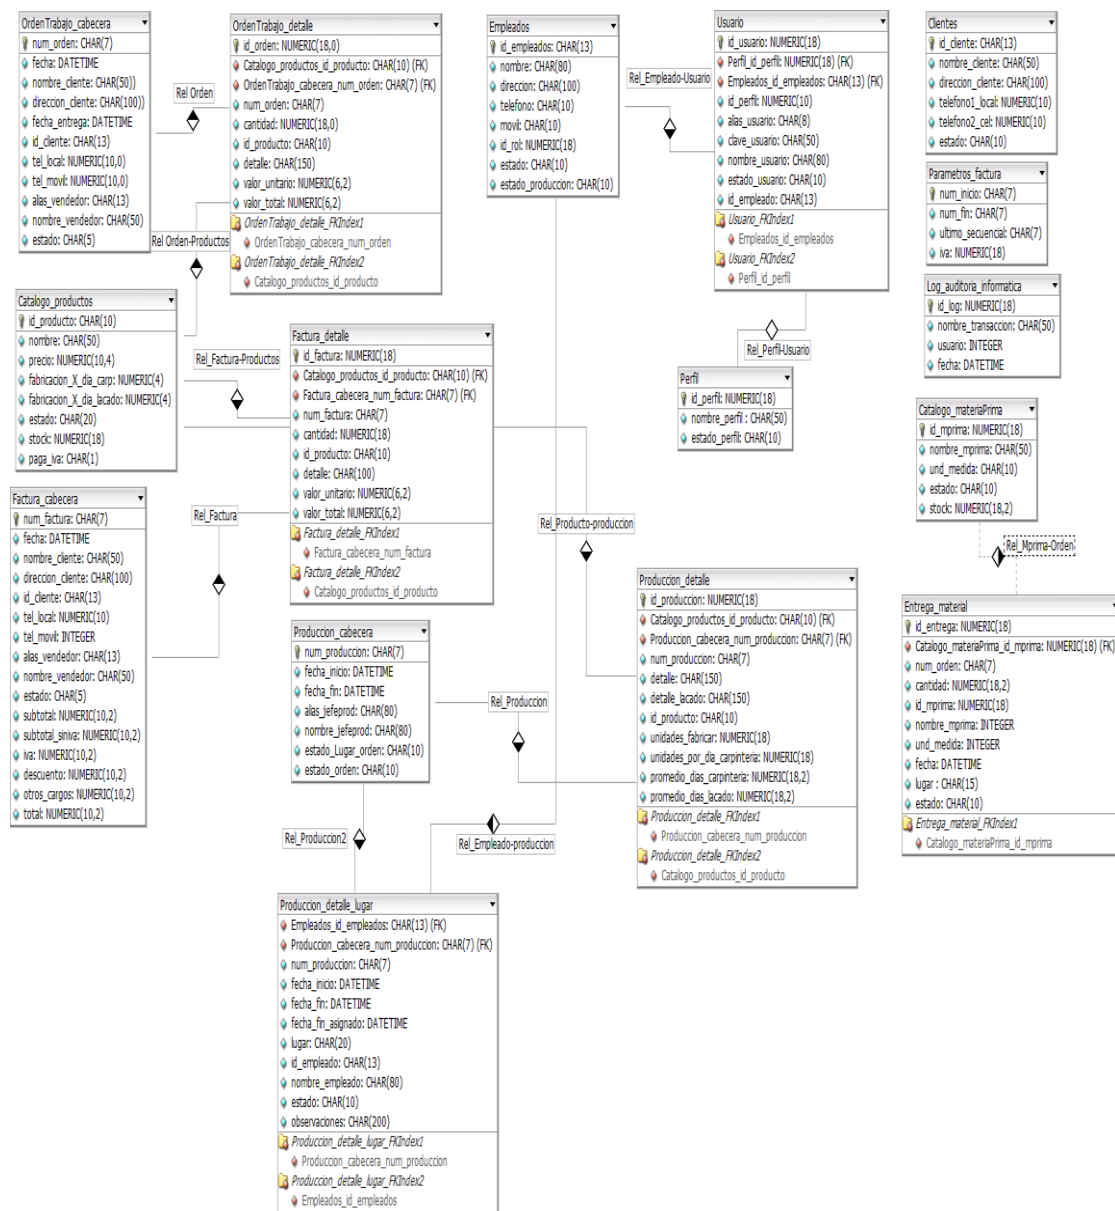 OrdenTrabajo_cabecera
num_orden: CHAR(7)
fecha: DATETIME
nombre_cliente: CHAR(50))
direccion_cliente: CHAR(100))
fecha_entrega: DATETIME
id_cliente: CHAR(13)
tel_local: NUMERIC(10,0)
tel_movil: NUMERIC(10,0)
alias_vendedor: CHAR(13)
nombre_vendedor: CHAR(50)
estado: CHAR(5)
Rel Orden
OrdenTrabajo_detalle
id_orden: NUMERIC(18,0)
Catalogo_productos_id_producto: CHAR(10) (FK)
OrdenTrabajo_cabecera_num_orden: CHAR(7) (FK)
num_orden: CHAR(7)
cantidad: NUMERIC(18,0)
id_producto: CHAR(10)
detalle: CHAR(150)
valor_unitario: NUMERIC(6,2)
valor_total: NUMERIC(6,2)
OrdenTrabajo_detalle_FKIndex1
OrdenTrabajo_cabecera_num_orden
OrdenTrabajo_detalle_FKIndex2
Catalogo_productos_id_producto
Rel Orden-Productos
Empleados
id_empleados: CHAR(13)
nombre: CHAR(80)
direccion: CHAR(100)
telefono: CHAR(10)
movil: CHAR(10)
id_rol: NUMERIC(18)
estado: CHAR(10)
estado_produccion: CHAR(10)
Rel_Empleado-Usuario
Usuario
id_usuario: NUMERIC(18)
Perfil_id_perfil: NUMERIC(18) (FK)
Empleados_id_empleados: CHAR(13) (FK)
id_perfil: NUMERIC(10)
alias_usuario: CHAR(8)
clave_usuario: CHAR(50)
nombre_usuario: CHAR(80)
estado_usuario: CHAR(10)
id_empleado: CHAR(13)
Usuario_FKIndex1
Empleados_id_empleados
Usuario_FKIndex2
Perfil_id_perfil
Clientes
id_cliente: CHAR(13)
nombre_cliente: CHAR(50)
direccion_cliente: CHAR(100)
telefono1_local: NUMERIC(10)
telefono2_cel: NUMERIC(10)
estado: CHAR(10)
Parametros_factura
num_inicio: CHAR(7)
num_fin: CHAR(7)
ultimo_secuencial: CHAR(7)
iva: NUMERIC(18)
Log_auditoria_informatica
id_log: NUMERIC(18)
nombre_transaccion: CHAR(50)
usuario: INTEGER
fecha: DATETIME
Catalogo_productos
id_producto: CHAR(10)
nombre: CHAR(50)
precio: NUMERIC(10,4)
fabricacion_X_dia_carp: NUMERIC(4)
fabricacion_X_dia_lacado: NUMERIC(4)
estado: CHAR(20)
stock: NUMERIC(18)
paga_iva: CHAR(1)
Rel_Factura-Productos
Factura_detalle
id_factura: NUMERIC(18)
Catalogo_productos_id_producto: CHAR(10) (FK)
Factura_cabecera_num_factura: CHAR(7) (FK)
num_factura: CHAR(7)
cantidad: NUMERIC(18)
id_producto: CHAR(10)
detalle: CHAR(100)
valor_unitario: NUMERIC(6,2)
valor_total: NUMERIC(6,2)
Factura_detalle_FKIndex1
Factura_cabecera_num_factura
Factura_detalle_FKIndex2
Catalogo_productos_id_producto
Rel_Perfil-Usuario
Perfil
id_perfil: NUMERIC(18)
nombre_perfil : CHAR(50)
estado_perfil: CHAR(10)
Catalogo_materiaPrima
id_mprima: NUMERIC(18)
nombre_mprima: CHAR(50)
und_medida: CHAR(10)
estado: CHAR(10)
stock: NUMERIC(18,2)
Rel_Mprima-Orden
Factura_cabecera
num_factura: CHAR(7)
fecha: DATETIME
nombre_cliente: CHAR(50)
direccion_cliente: CHAR(100)
id_cliente: CHAR(13)
tel_local: NUMERIC(10)
tel_movil: INTEGER
alias_vendedor: CHAR(13)
nombre_vendedor: CHAR(50)
estado: CHAR(5)
subtotal: NUMERIC(10,2)
subtotal_siniva: NUMERIC(10,2)
iva: NUMERIC(10,2)
descuento: NUMERIC(10,2)
otros_cargos: NUMERIC(10,2)
total: NUMERIC(10,2)
Rel_Factura
Rel_Producto-produccion
Produccion_cabecera
num_produccion: CHAR(7)
fecha_inicio: DATETIME
fecha_fin: DATETIME
alias_jefeprod: CHAR(80)
nombre_jefeprod: CHAR(80)
estado_Lugar_orden: CHAR(10)
estado_orden: CHAR(10)
Rel_Produccion
Produccion_detalle
id_produccion: NUMERIC(18)
Catalogo_productos_id_producto: CHAR(10) (FK)
Produccion_cabecera_num_produccion: CHAR(7) (FK)
num_produccion: CHAR(7)
detalle: CHAR(150)
detalle_lacado: CHAR(150)
id_producto: CHAR(10)
unidades_fabricar: NUMERIC(18)
unidades_por_dia_carpinteria: NUMERIC(18)
promedio_dias_carpinteria: NUMERIC(18,2)
promedio_dias_lacado: NUMERIC(18,2)
Produccion_detalle_FKIndex1
Produccion_cabecera_num_produccion
Produccion_detalle_FKIndex2
Catalogo_productos_id_producto
Entrega_material
id_entrega: NUMERIC(18)
Catalogo_materiaPrima_id_mprima: NUMERIC(18) (FK)
num_orden: CHAR(7)
cantidad: NUMERIC(18,2)
id_mprima: NUMERIC(18)
nombre_mprima: INTEGER
und_medida: INTEGER
fecha: DATETIME
lugar : CHAR(15)
estado: CHAR(10)
Entrega_material_FKIndex1
Catalogo_materiaPrima_id_mprima
Rel_Produccion2
Rel_Empleado-produccion
Produccion_detalle_lugar
Empleados_id_empleados: CHAR(13) (FK)
Produccion_cabecera_num_produccion: CHAR(7) (FK)
num_produccion: CHAR(7)
fecha_inicio: DATETIME
fecha_fin: DATETIME
fecha_fin_asignado: DATETIME
lugar: CHAR(20)
id_empleado: CHAR(13)
nombre_empleado: CHAR(80)
estado: CHAR(10)
observaciones: CHAR(200)
Produccion_detalle_lugar_FKIndex1
Produccion_cabecera_num_produccion
Produccion_detalle_lugar_FKIndex2
Empleados_id_empleados